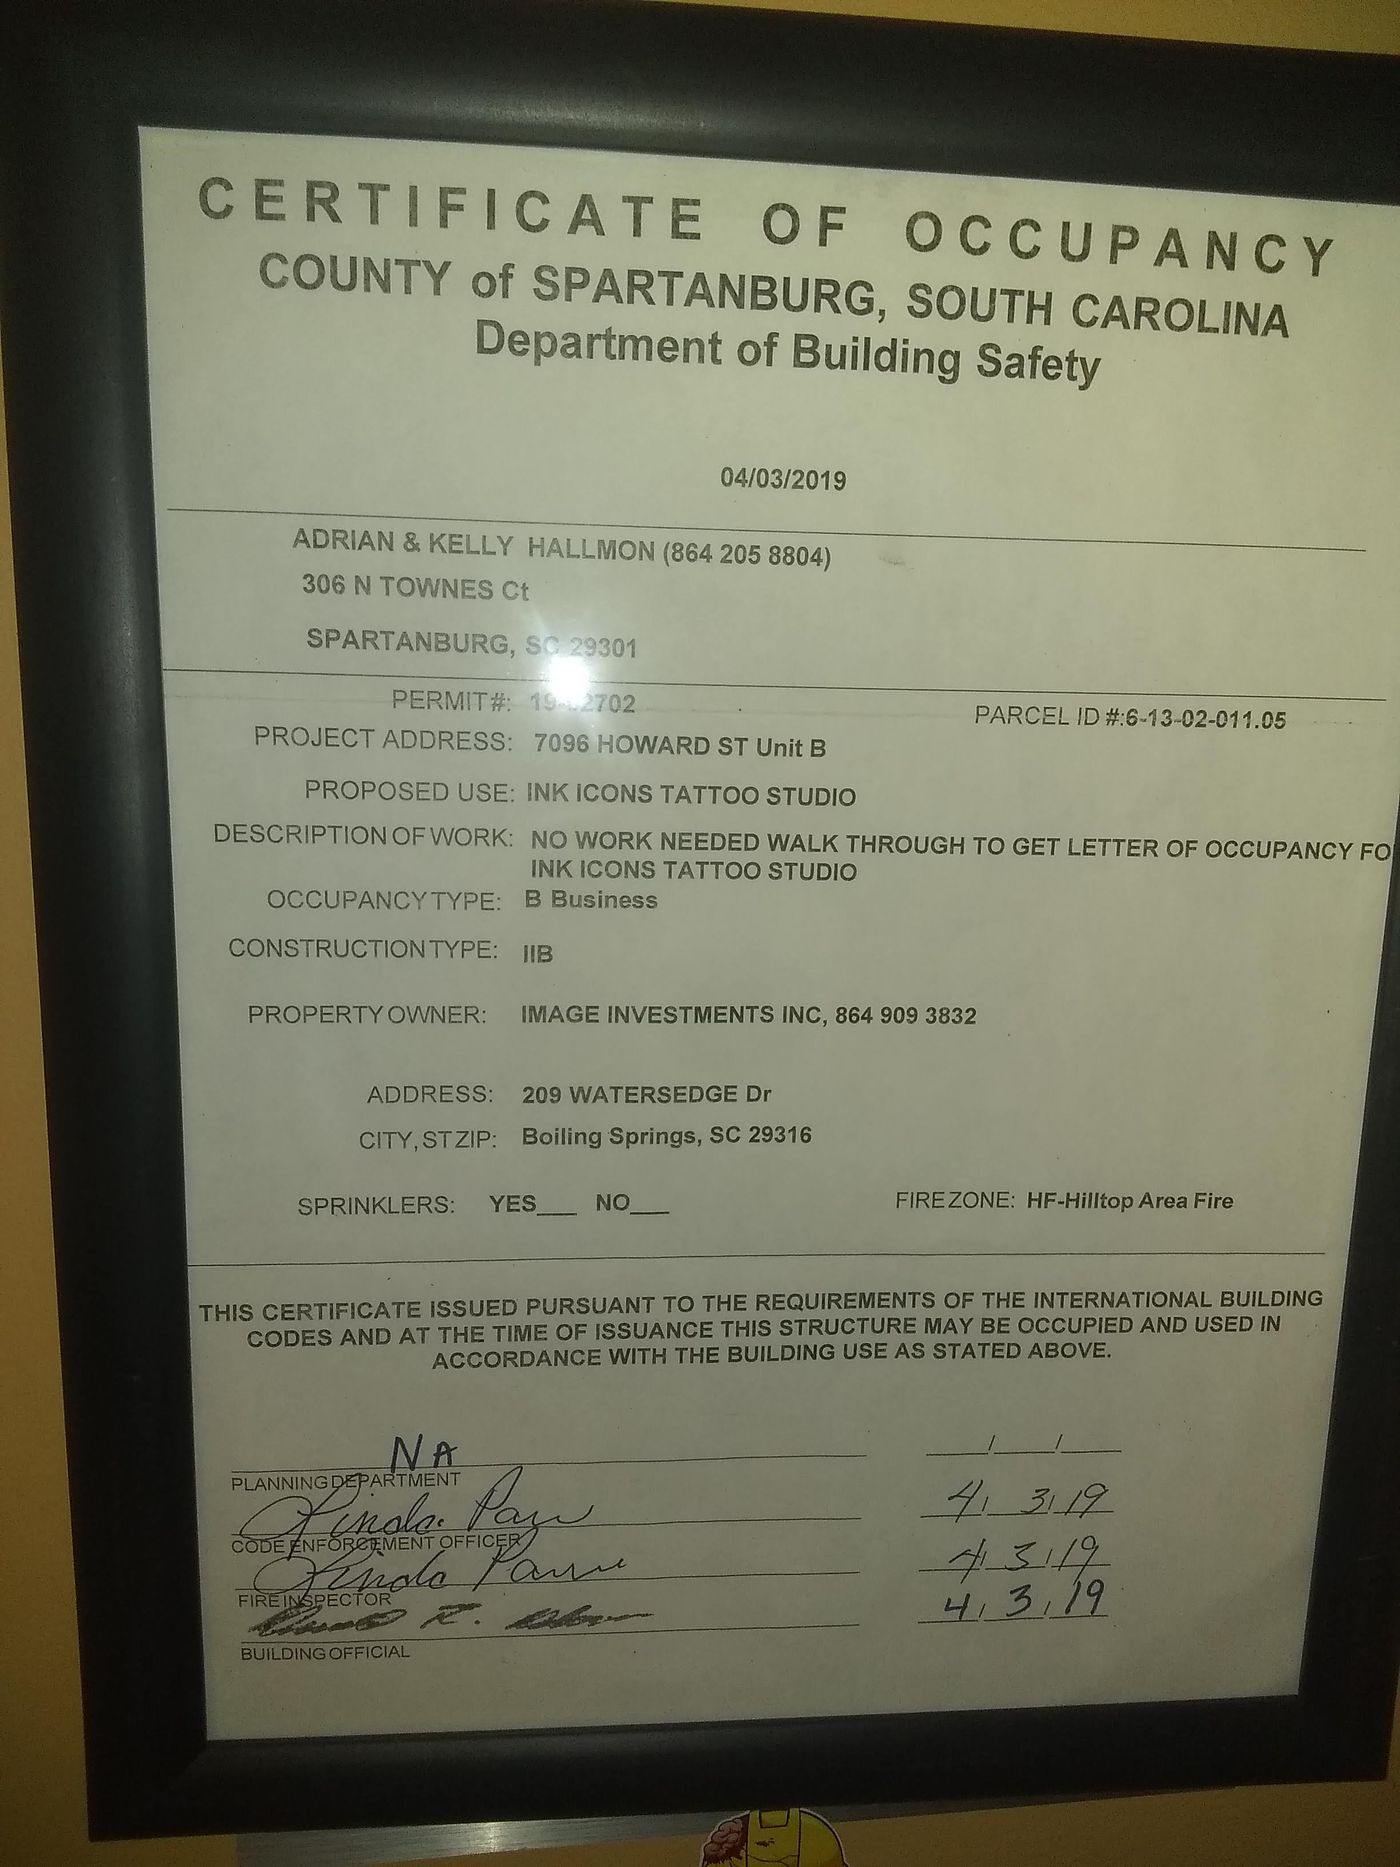 CERTIFICATE OF OCCUPANCY
COUNTY of SPARTANBURG, SOUTH CAROLINA
Department of Building Safety
04/03/2019
ADRIAN & KELLY HALLMON (864 205 8804)
306 N TOWNES Ct
SPARTANBURG, SC 29301
PERMIT#: PARCEL ID #:6-13-02-011.05
PROJECT ADDRESS: 7096 HOWARD ST Unit B
PROPOSED USE: INK ICONS TATTOO STUDIO
DESCRIPTION OF WORK: NO WORK NEEDED WALK THROUGH TO GET LETTER OF OCCUPANCY FO
INK ICONS TATTOO STUDIO
OCCUPANCY TYPE: B Business
CONSTRUCTION TYPE: IIB
PROPERTY OWNER: IMAGE INVESTMENTS INC, 864 909 3832
ADDRESS: 209 WATERSEDGE Dr
CITY, ST ZIP: Boiling Springs, SC 29316
SPRINKLERS: YES___ NO___ FIRE ZONE: HF-Hilltop Area Fire
THIS CERTIFICATE ISSUED PURSUANT TO THE REQUIREMENTS OF THE INTERNATIONAL BUILDING
CODES AND AT THE TIME OF ISSUANCE THIS STRUCTURE MAY BE OCCUPIED AND USED IN
ACCORDANCE WITH THE BUILDING USE AS STATED ABOVE.
NA ___/___/___
PLANNING DEPARTMENT
Linda 4/3/19
CODE ENFORCEMENT OFFICER
Linda 4/3/19
FIRE INSPECTOR
R. 4/3/19
BUILDING OFFICIAL